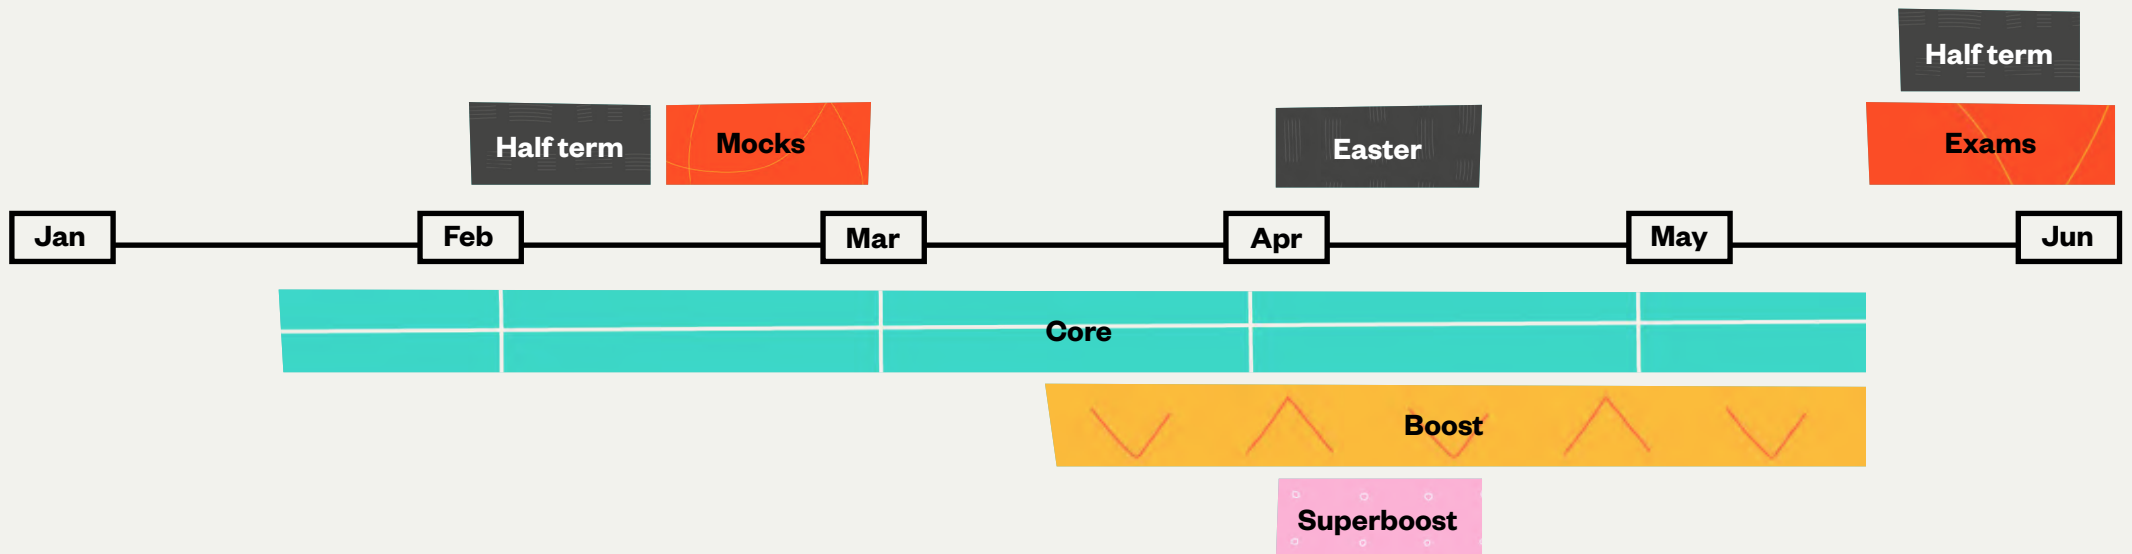 Half term
Half term
Mocks
Easter
Exams
Jan
Feb
Mar
Apr
May
Jun
Core
Boost
Superboost